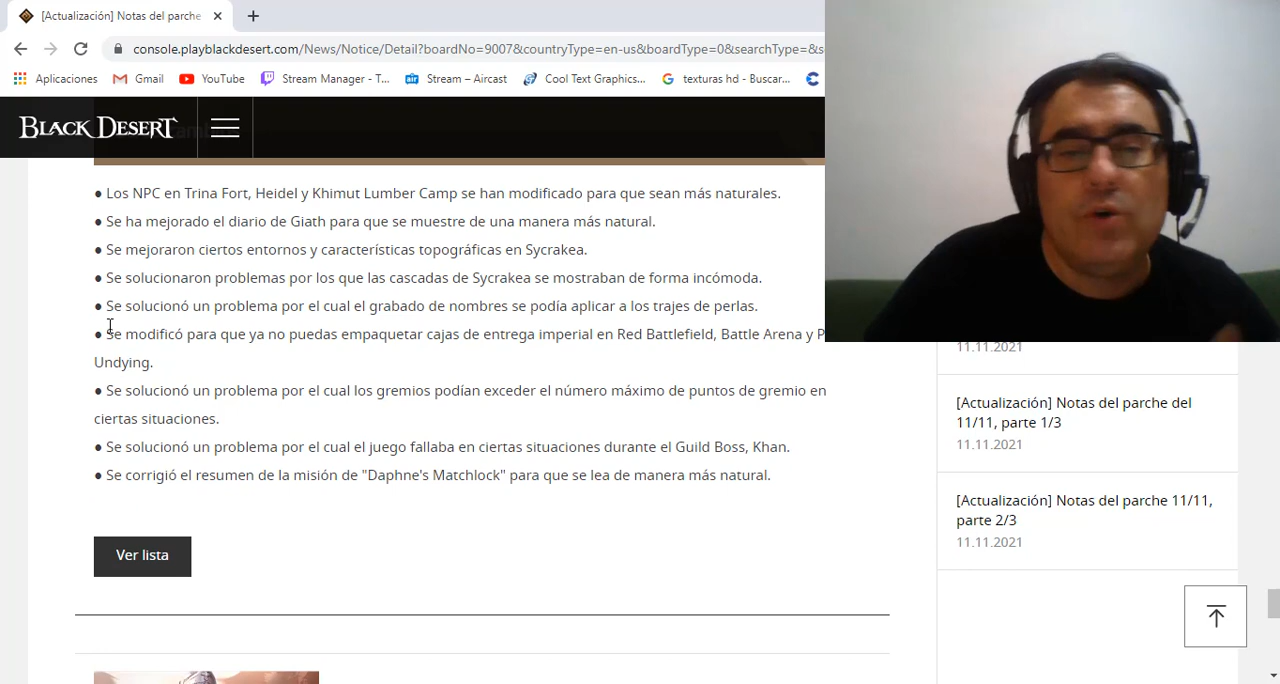 [Actualización] Notas del parche
console.playblackdesert.com/News/Notice/Detail?boardNo=9007&countryType=en-us&boardType=0&searchType=&s
Aplicaciones Gmail YouTube Stream Manager - T... Stream – Aircast Cool Text Graphics... texturas hd - Buscar...
BLACK DESERT
● Los NPC en Trina Fort, Heidel y Khimut Lumber Camp se han modificado para que sean más naturales.
● Se ha mejorado el diario de Giath para que se muestre de una manera más natural.
● Se mejoraron ciertos entornos y características topográficas en Sycrakea.
● Se solucionaron problemas por los que las cascadas de Sycrakea se mostraban de forma incómoda.
● Se solucionó un problema por el cual el grabado de nombres se podía aplicar a los trajes de perlas.
● Se modificó para que ya no puedas empaquetar cajas de entrega imperial en Red Battlefield, Battle Arena y P
Undying.
● Se solucionó un problema por el cual los gremios podían exceder el número máximo de puntos de gremio en
ciertas situaciones.
● Se solucionó un problema por el cual el juego fallaba en ciertas situaciones durante el Guild Boss, Khan.
● Se corrigió el resumen de la misión de "Daphne's Matchlock" para que se lea de manera más natural.
Ver lista
11.11.2021
[Actualización] Notas del parche del
11/11, parte 1/3
11.11.2021
[Actualización] Notas del parche 11/11,
parte 2/3
11.11.2021